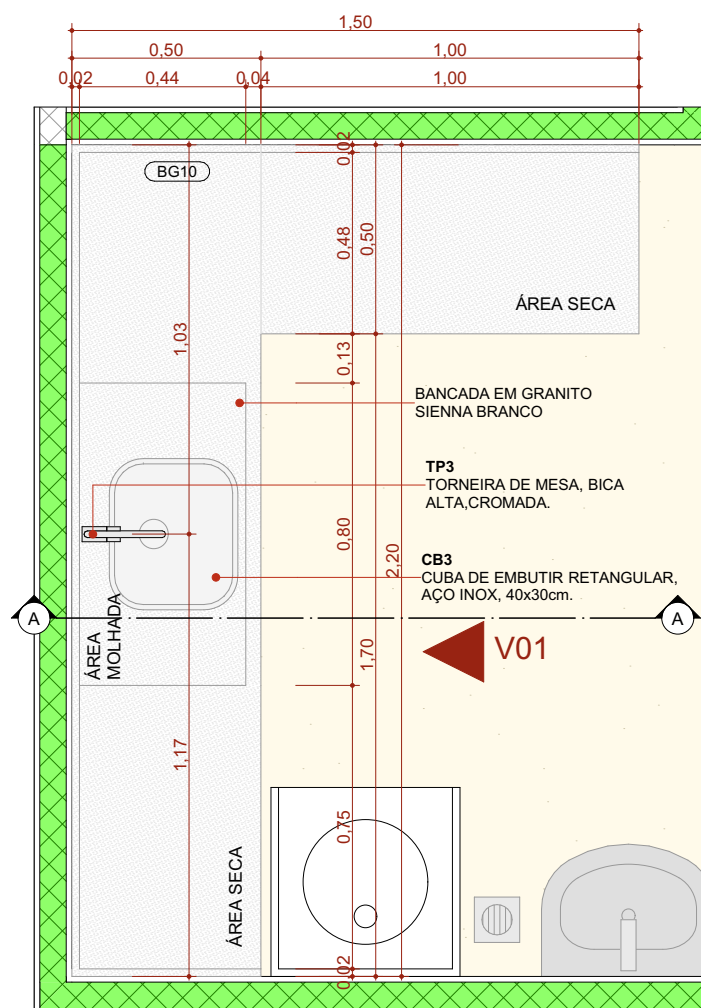 1,50
0,50
1,00
0,02
0,44
0,04
1,00
BG10
0,02
0,48
0,50
ÁREA SECA
1,03
0,13
BANCADA EM GRANITO
SIENNA BRANCO
TP3
TORNEIRA DE MESA, BICA
ALTA,CROMADA.
0,80
2,20
CB3
CUBA DE EMBUTIR RETANGULAR,
AÇO INOX, 40x30cm.
A
A
ÁREA
MOLHADA
1,70
V01
1,17
0,75
ÁREA SECA
0,02